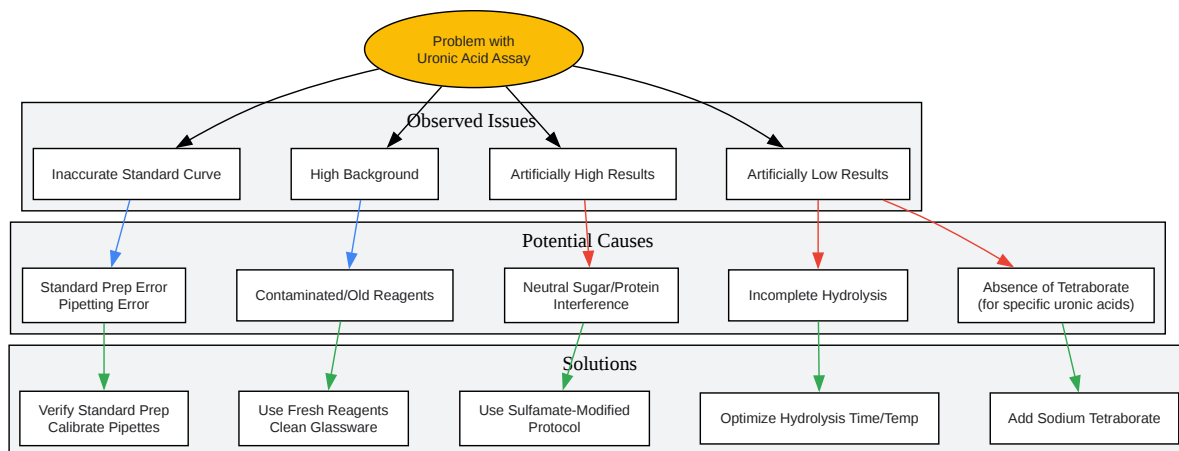 Problem with
Uronic Acid Assay
Observed Issues
Inaccurate Standard Curve
High Background
Artificially High Results
Artificially Low Results
Potential Causes
Standard Prep Error
Pipetting Error
Contaminated/Old Reagents
Neutral Sugar/Protein
Interference
Incomplete Hydrolysis
Absence of Tetraborate
(for specific uronic acids)
Solutions
Verify Standard Prep
Calibrate Pipettes
Use Fresh Reagents
Clean Glassware
Use Sulfamate-Modified
Protocol
Optimize Hydrolysis Time/Temp
Add Sodium Tetraborate